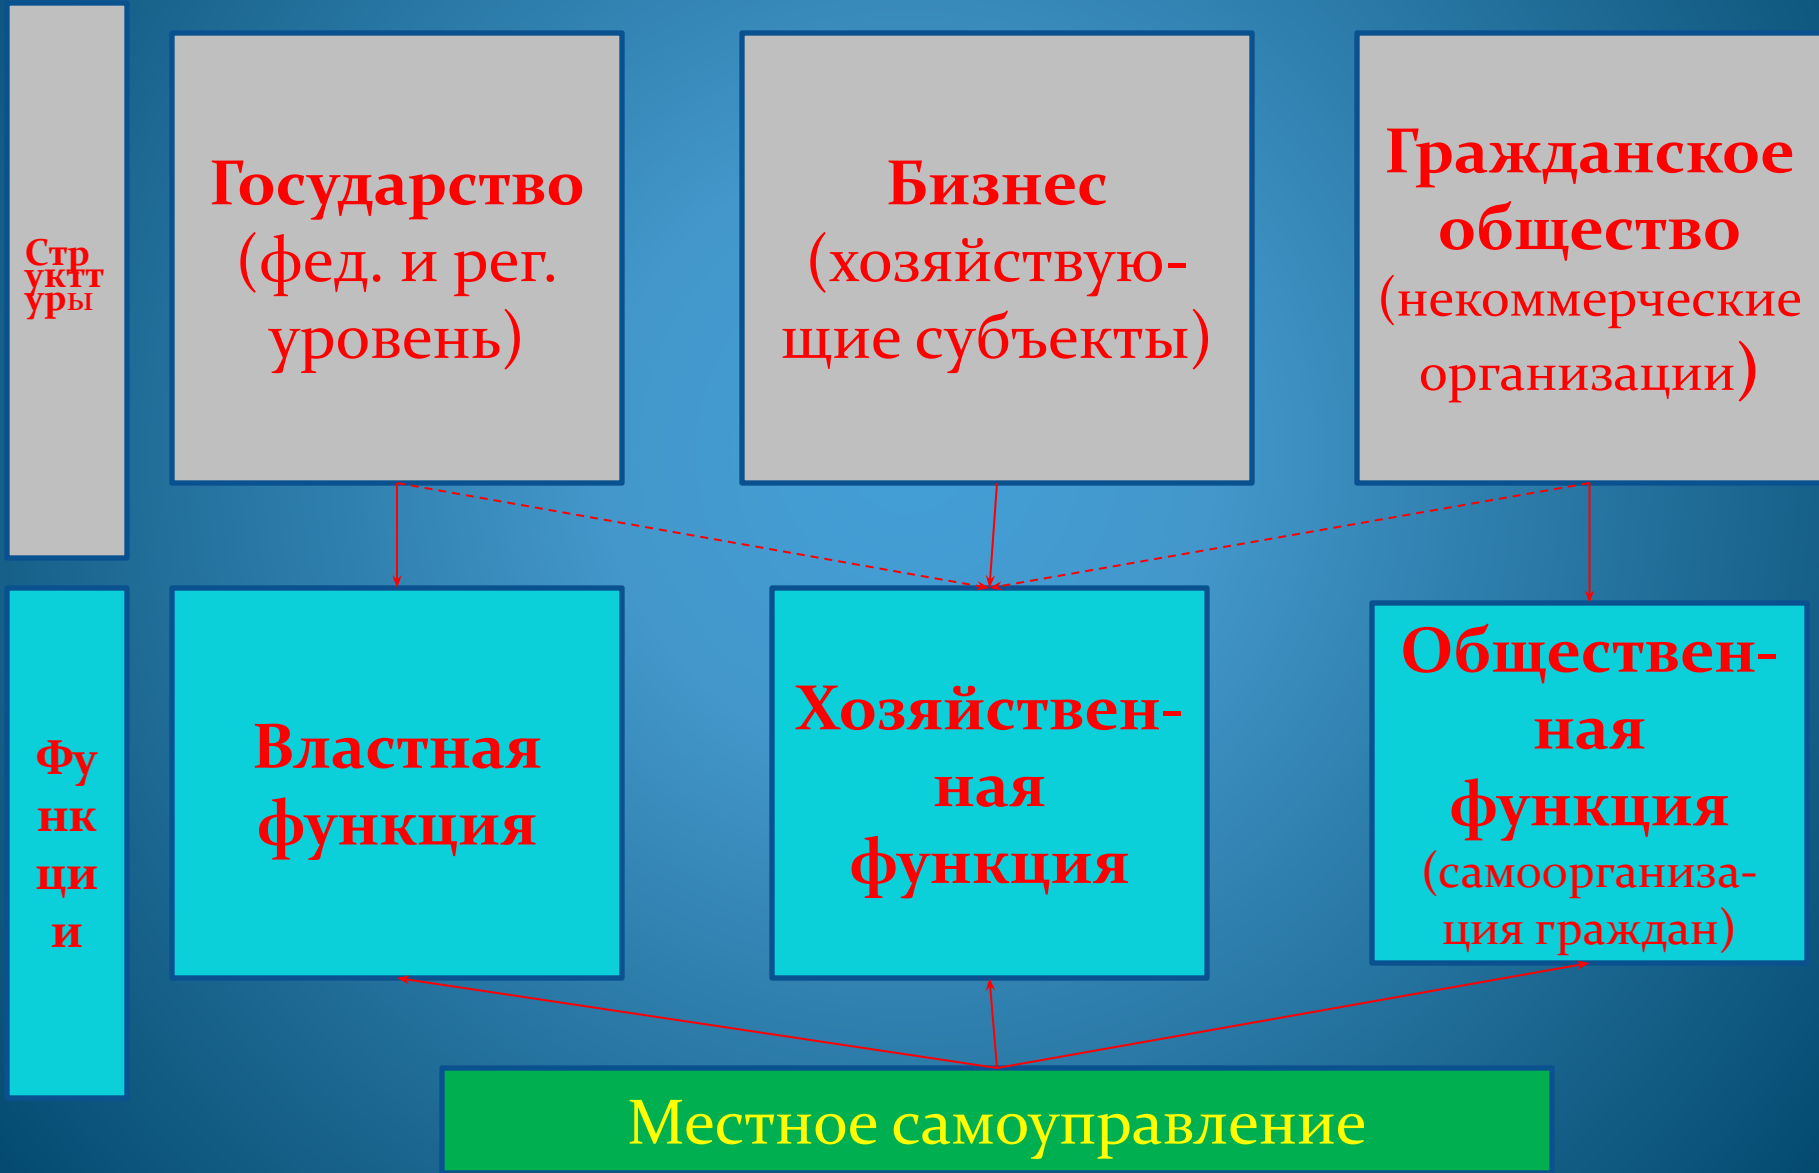 Стр
уктт
уры
Государство
(фед. и рег.
уровень)
Бизнес
(хозяйствую-
щие субъекты)
Гражданское
общество
(некоммерческие
организации)
Фу
нк
ци
и
Властная
функция
Хозяйствен-
ная
функция
Обществен-
ная
функция
(самоорганиза-
ция граждан)
Местное самоуправление